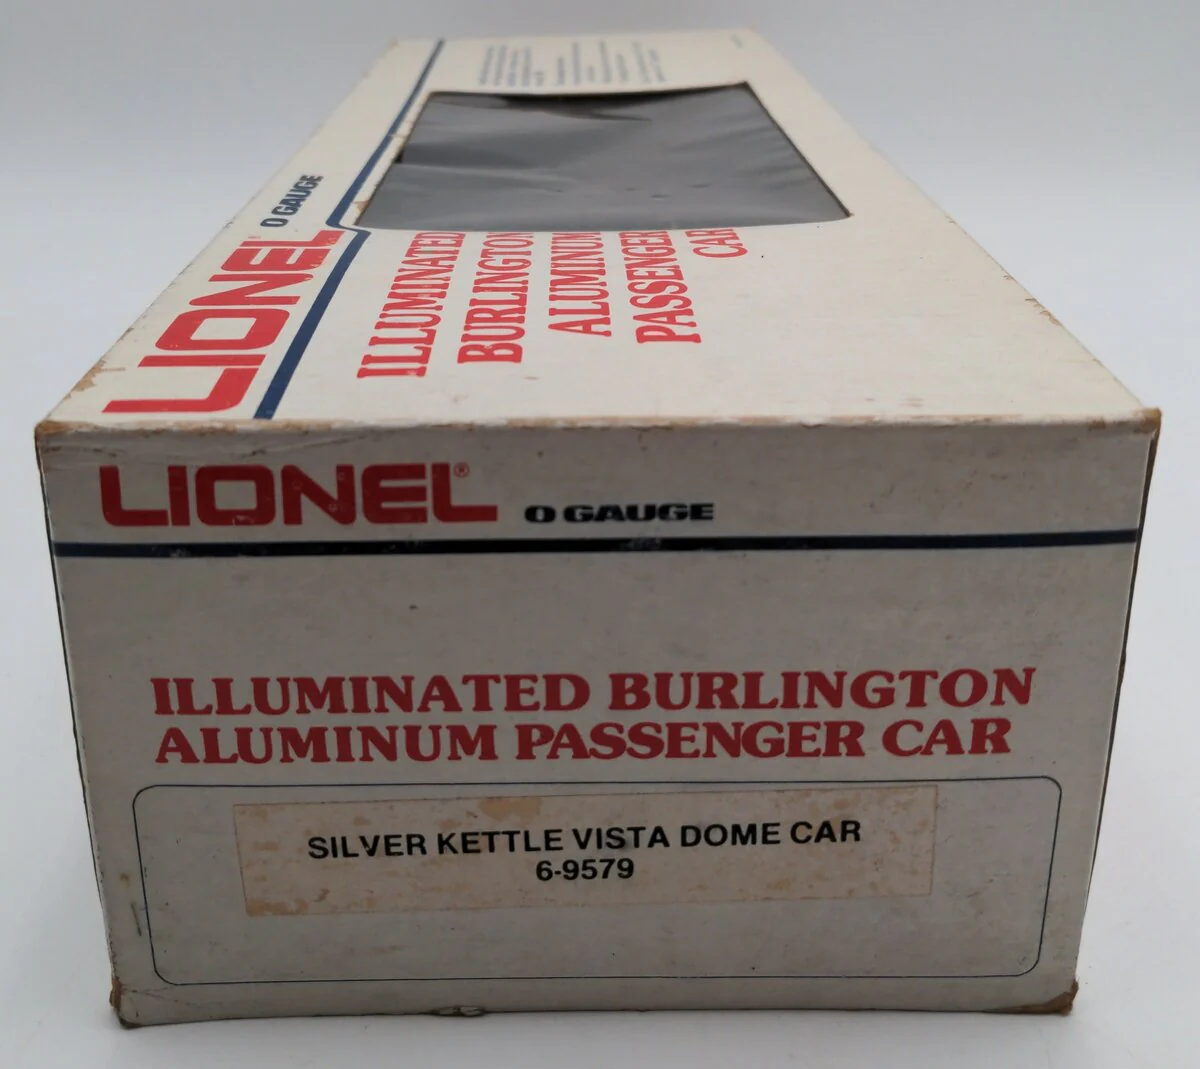 LIONEL® O GAUGE
ILLUMINATED
BURLINGTON
ALUMINUM
PASSENGER
CAR
LIONEL® O GAUGE
ILLUMINATED BURLINGTON
ALUMINUM PASSENGER CAR
SILVER KETTLE VISTA DOME CAR
6-9579